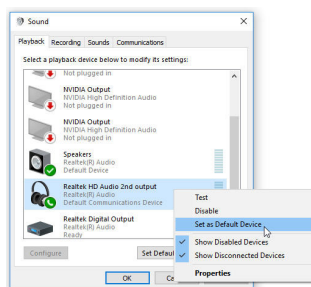 Sound
Playback Recording Sounds Communications
Select a playback device below to modify its settings:
Not plugged in
NVIDIA Output
NVIDIA High Definition Audio
Not plugged in
NVIDIA Output
NVIDIA High Definition Audio
Not plugged in
Speakers
Realtek(R) Audio
Default Device
Realtek HD Audio 2nd output
Realtek(R) Audio
Default Communications Device
Realtek Digital Output
Realtek(R) Audio
Ready
Test
Disable
Set as Default Device
Show Disabled Devices
Show Disconnected Devices
Properties
Configure Set Defau
OK Ca